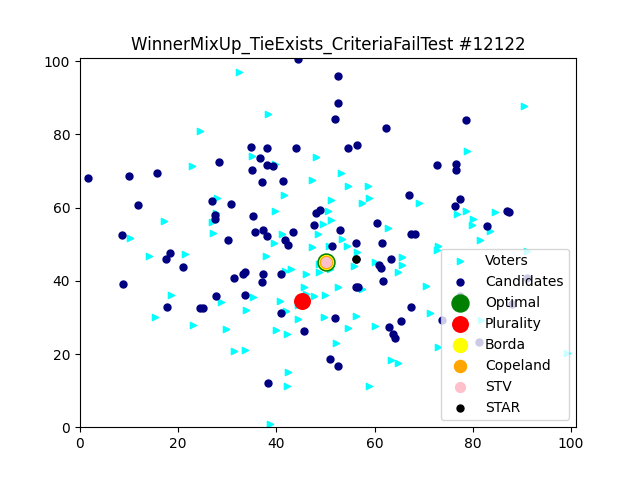 WinnerMixUp_TieExists_CriteriaFailTest #12122
100
80
60
40
20
0
0 20 40 60 80 100
Voters
Candidates
Optimal
Plurality
Borda
Copeland
STV
STAR